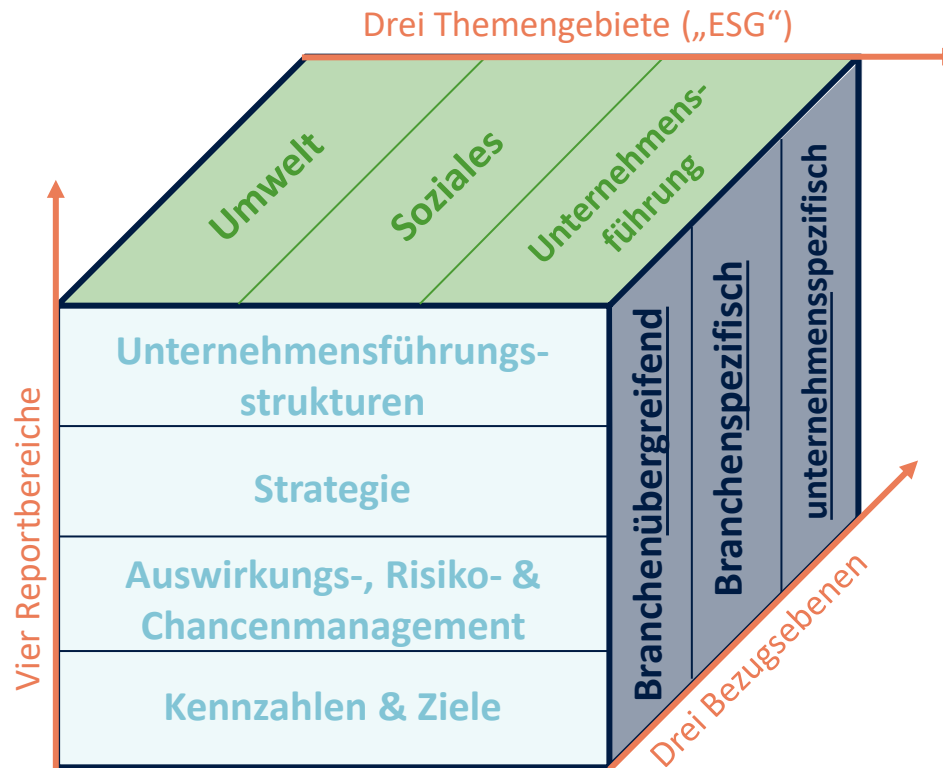 Drei Themengebiete („ESG“)
Umwelt
Soziales
Unternehmens-
führung
Vier Reportbereiche
Unternehmensführungs-
strukturen
Strategie
Auswirkungs-, Risiko- &
Chancenmanagement
Kennzahlen & Ziele
Branchenübergreifend
Branchenspezifisch
unternehmensspezifisch
Drei Bezugsebenen